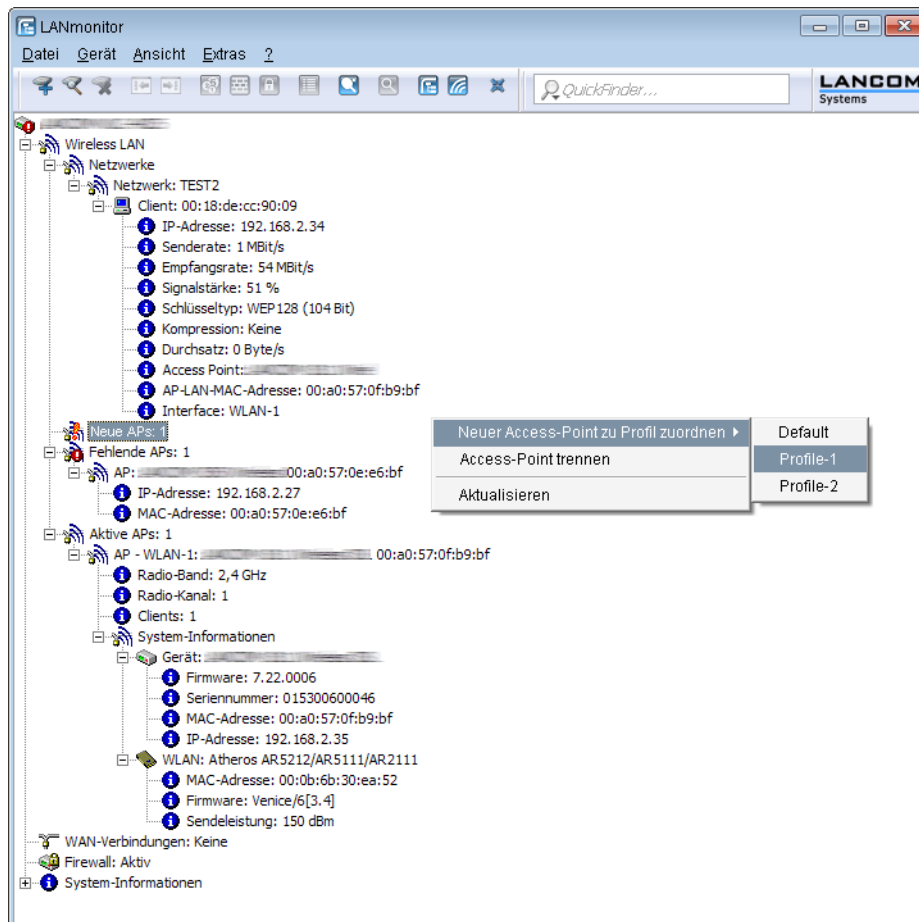 LANmonitor
Datei Gerät Ansicht Extras ?
QuickFinder...
LANCOM
Systems
Wireless LAN
Netzwerke
Netzwerk: TEST2
Client: 00:18:de:cc:90:09
IP-Adresse: 192.168.2.34
Senderate: 1 MBit/s
Empfangsrate: 54 MBit/s
Signalstärke: 51 %
Schlüsseltyp: WEP128 (104 Bit)
Kompression: Keine
Durchsatz: 0 Byte/s
Access Point:
AP-LAN-MAC-Adresse: 00:a0:57:0f:b9:bf
Interface: WLAN-1
Neue APs: 1
Neuer Access-Point zu Profil zuordnen
Default
Access-Point trennen
Profile-1
Aktualisieren
Profile-2
Fehlende APs: 1
AP: 00:a0:57:0e:e6:bf
IP-Adresse: 192.168.2.27
MAC-Adresse: 00:a0:57:0e:e6:bf
Aktive APs: 1
AP - WLAN-1: 00:a0:57:0f:b9:bf
Radio-Band: 2,4 GHz
Radio-Kanal: 1
Clients: 1
System-Informationen
Gerät:
Firmware: 7.22.0006
Seriennummer: 015300600046
MAC-Adresse: 00:a0:57:0f:b9:bf
IP-Adresse: 192.168.2.35
WLAN: Atheros AR5212/AR5111/AR2111
MAC-Adresse: 00:0b:6b:30:ea:52
Firmware: Venice/6[3.4]
Sendeleistung: 150 dBm
WAN-Verbindungen: Keine
Firewall: Aktiv
System-Informationen